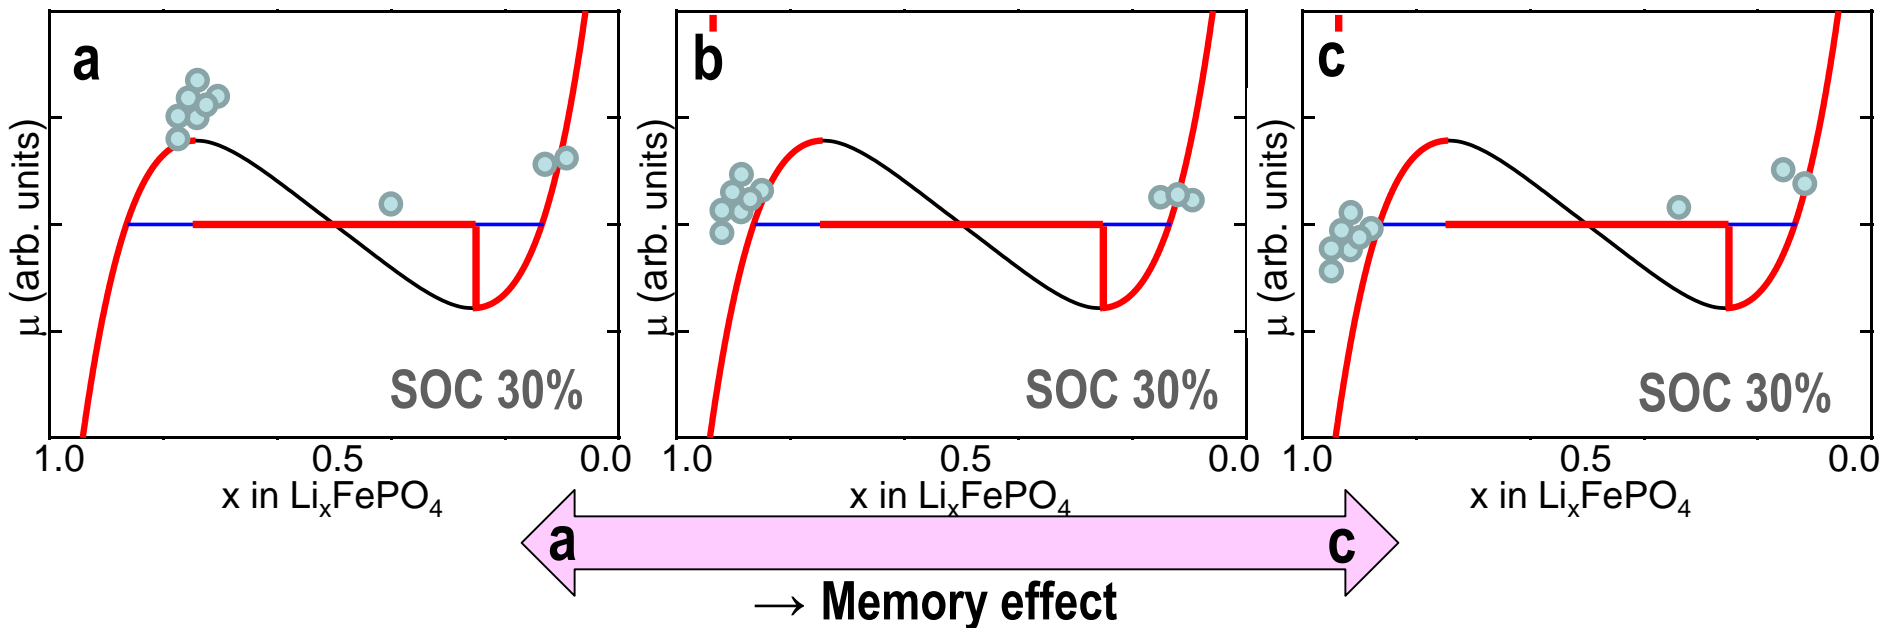 a
b
c
μ (arb. units)
μ (arb. units)
μ (arb. units)
SOC 30%
SOC 30%
SOC 30%
1.0 0.5 0.0
1.0 0.5 0.0
1.0 0.5 0.0
x in LiₓFePO₄
x in LiₓFePO₄
x in LiₓFePO₄
a c
→ Memory effect